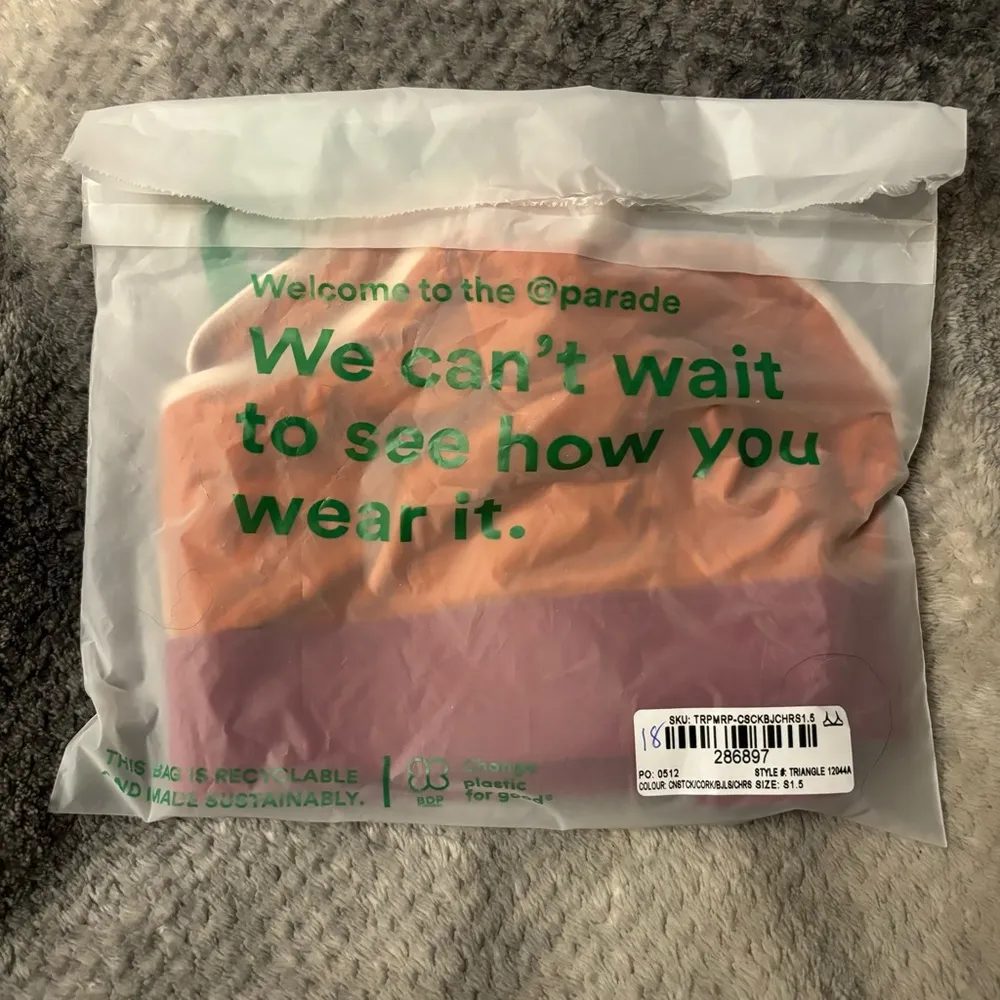 Welcome to the @parade
We can't wait
to see how you
wear it.
THIS BAG IS RECYCLABLE
AND MADE SUSTAINABLY.
BDP
Change
plastic
for good®
SKU: TRPMRP-CSCKBJCHRS1.5
18
286897
PO: 0512 STYLE #: TRIANGLE 12044A
COLOUR: CNSTCK/CORK/BJLS/CHRS SIZE: S1.5